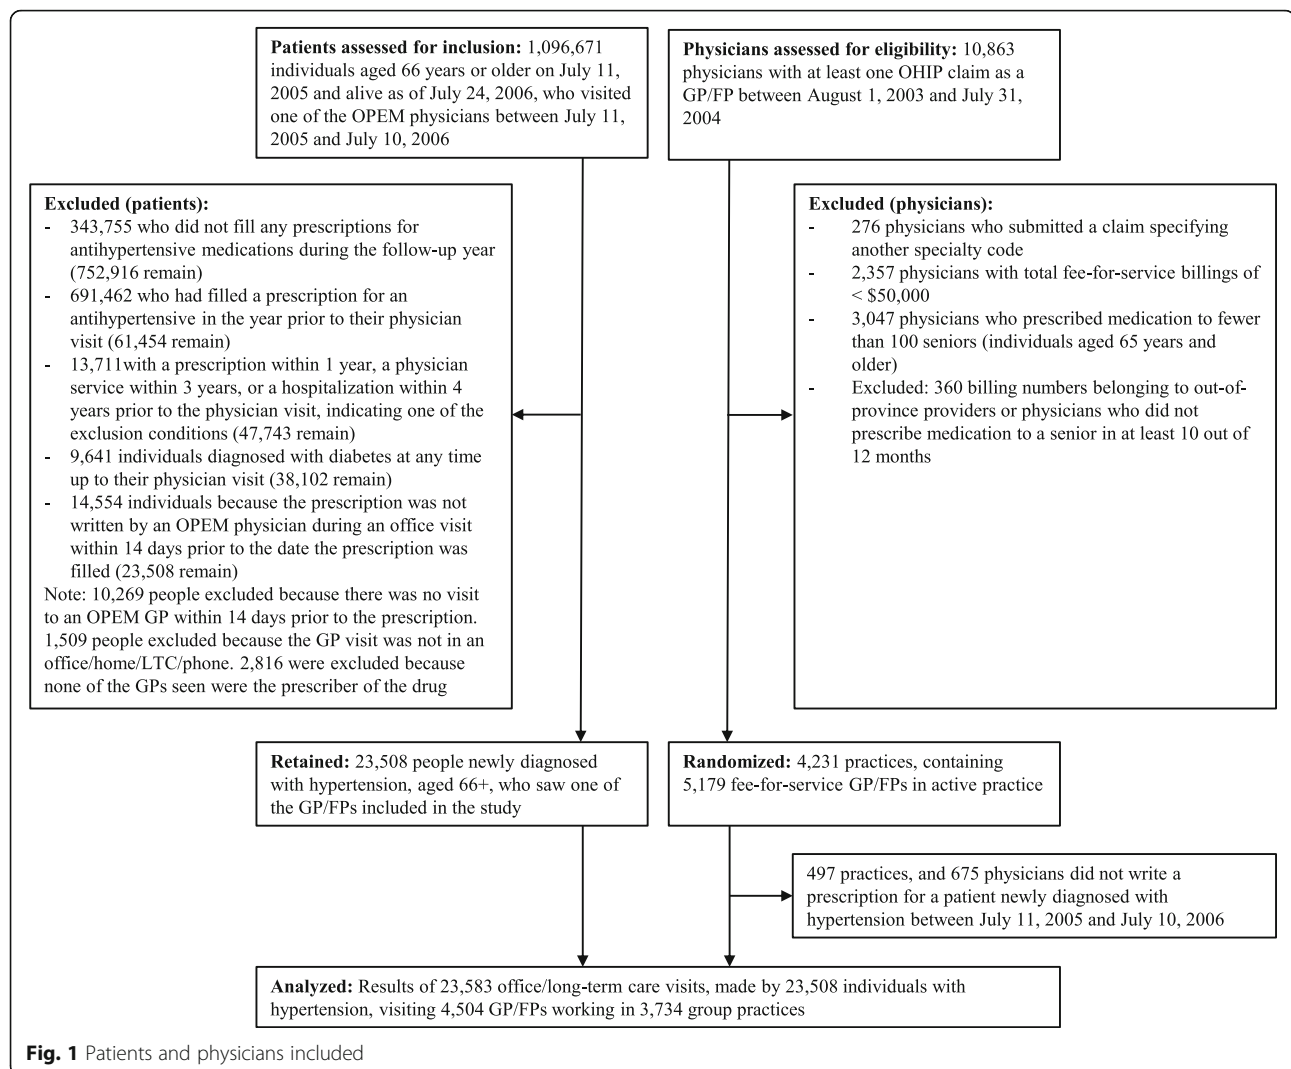 Patients assessed for inclusion: 1,096,671
individuals aged 66 years or older on July 11,
2005 and alive as of July 24, 2006, who visited
one of the OPEM physicians between July 11,
2005 and July 10, 2006
Physicians assessed for eligibility: 10,863
physicians with at least one OHIP claim as a
GP/FP between August 1, 2003 and July 31,
2004
Excluded (patients):
- 343,755 who did not fill any prescriptions for
antihypertensive medications during the follow-up year
(752,916 remain)
- 691,462 who had filled a prescription for an
antihypertensive in the year prior to their physician
visit (61,454 remain)
- 13,711with a prescription within 1 year, a physician
service within 3 years, or a hospitalization within 4
years prior to the physician visit, indicating one of the
exclusion conditions (47,743 remain)
- 9,641 individuals diagnosed with diabetes at any time
up to their physician visit (38,102 remain)
- 14,554 individuals because the prescription was not
written by an OPEM physician during an office visit
within 14 days prior to the date the prescription was
filled (23,508 remain)
Note: 10,269 people excluded because there was no visit
to an OPEM GP within 14 days prior to the prescription.
1,509 people excluded because the GP visit was not in an
office/home/LTC/phone. 2,816 were excluded because
none of the GPs seen were the prescriber of the drug
Excluded (physicians):
- 276 physicians who submitted a claim specifying
another specialty code
- 2,357 physicians with total fee-for-service billings of
< $50,000
- 3,047 physicians who prescribed medication to fewer
than 100 seniors (individuals aged 65 years and
older)
- Excluded: 360 billing numbers belonging to out-of-
province providers or physicians who did not
prescribe medication to a senior in at least 10 out of
12 months
Retained: 23,508 people newly diagnosed
with hypertension, aged 66+, who saw one of
the GP/FPs included in the study
Randomized: 4,231 practices, containing
5,179 fee-for-service GP/FPs in active practice
497 practices, and 675 physicians did not write a
prescription for a patient newly diagnosed with
hypertension between July 11, 2005 and July 10, 2006
Analyzed: Results of 23,583 office/long-term care visits, made by 23,508 individuals with
hypertension, visiting 4,504 GP/FPs working in 3,734 group practices
Fig. 1 Patients and physicians included